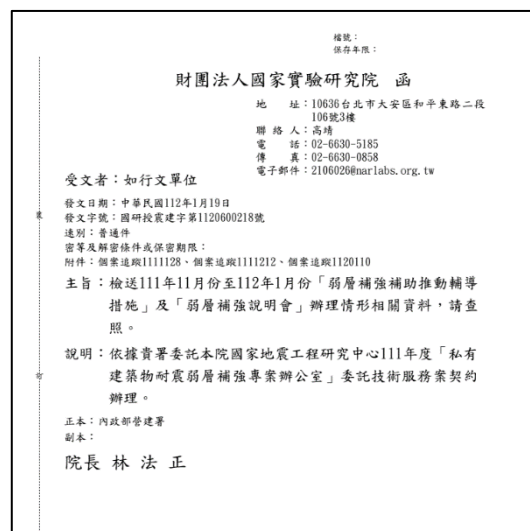 檔號：
保存年限：
財團法人國家實驗研究院 函
地 址：10636台北市大安區和平東路二段
106號3樓
聯 絡 人：高靖
電 話：02-6630-5185
傳 真：02-6630-0858
電子郵件：2106026@narlabs.org.tw
受文者：如行文單位
發文日期：中華民國112年1月19日
發文字號：國研授震建字第1120600218號
速別：普通件
密等及解密條件或保密期限：
附件：個案追蹤1111128、個案追蹤1111212、個案追蹤1120110
主旨：檢送111年11月份至112年1月份「弱層補強補助推動輔導
措施」及「弱層補強說明會」辦理情形相關資料，請查
照。
說明：依據貴署委託本院國家地震工程研究中心111年度「私有
建築物耐震弱層補強專案辦公室」委託技術服務案契約
辦理。
正本：內政部營建署
副本：
院長 林 法 正
裝
訂